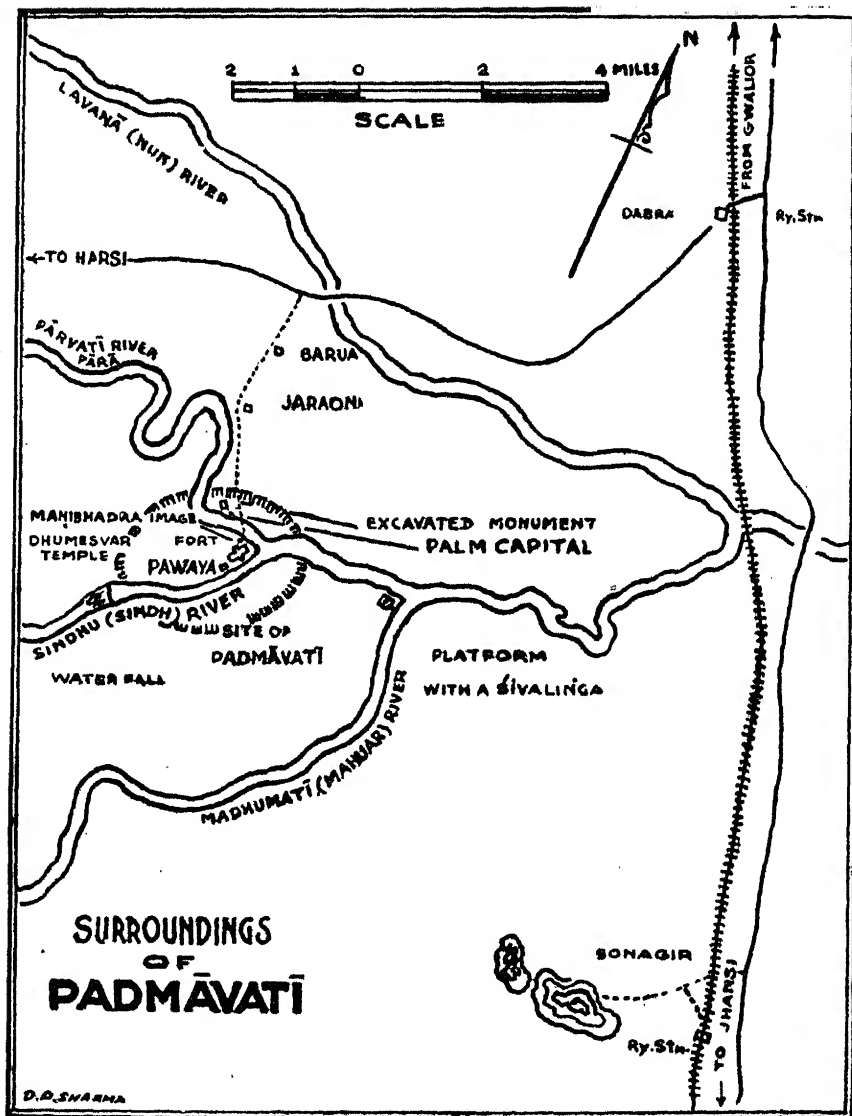 2 1 0 2 4 MILES
SCALE
N
LAVANĀ (NUN) RIVER
FROM GWALIOR
DABRA
Ry. Stn
←TO HARSI
PĀRVATĪ RIVER
PĀRĀ
BARUA
JARAONI
MANIBHADRA IMAGE
EXCAVATED MONUMENT
DHUMESVAR TEMPLE
FORT
PALM CAPITAL
PAWAYA
SINDHU (SINDH) RIVER
SITE OF
PADMĀVATĪ
WATER FALL
PLATFORM
WITH A ŚIVALINGA
MADHUMATĪ (MAHUAR) RIVER
SURROUNDINGS
OF
PADMĀVATĪ
SONAGIR
Ry. Stn.
← TO JHANSI
D.D. SHARMA